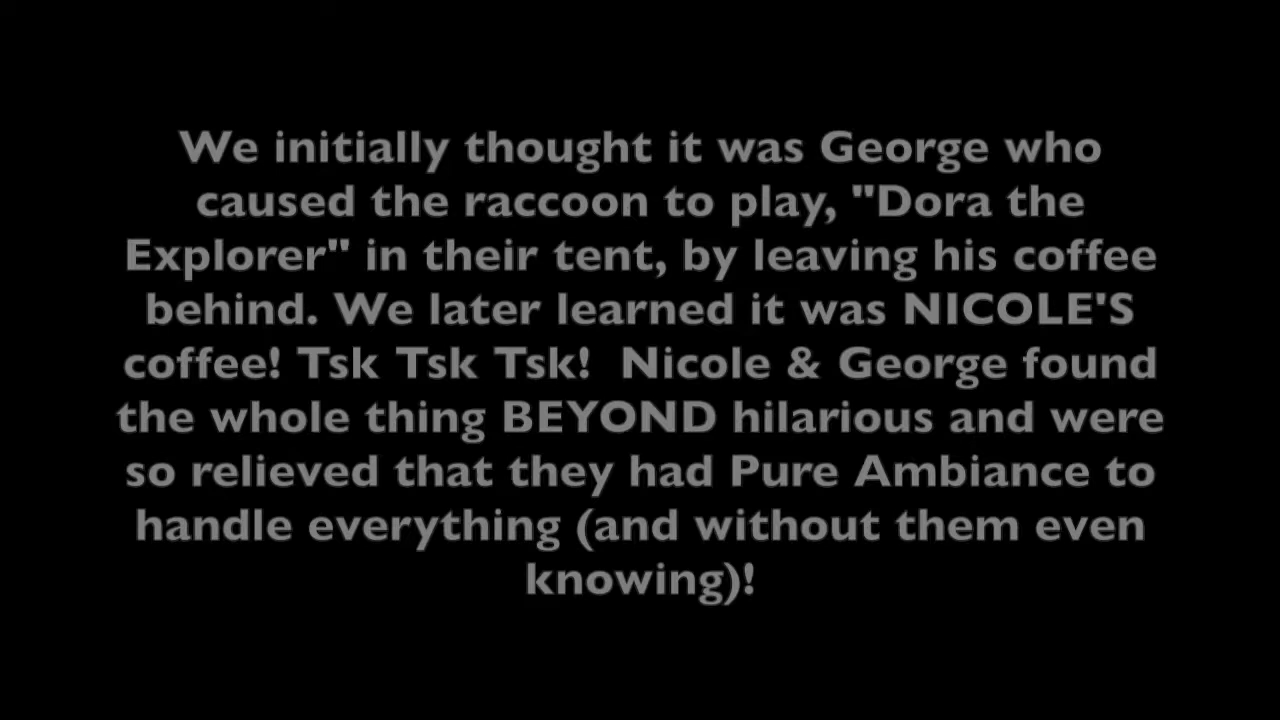 We initially thought it was George who
caused the raccoon to play, "Dora the
Explorer" in their tent, by leaving his coffee
behind. We later learned it was NICOLE'S
coffee! Tsk Tsk Tsk!  Nicole & George found
the whole thing BEYOND hilarious and were
so relieved that they had Pure Ambiance to
handle everything (and without them even
knowing)!